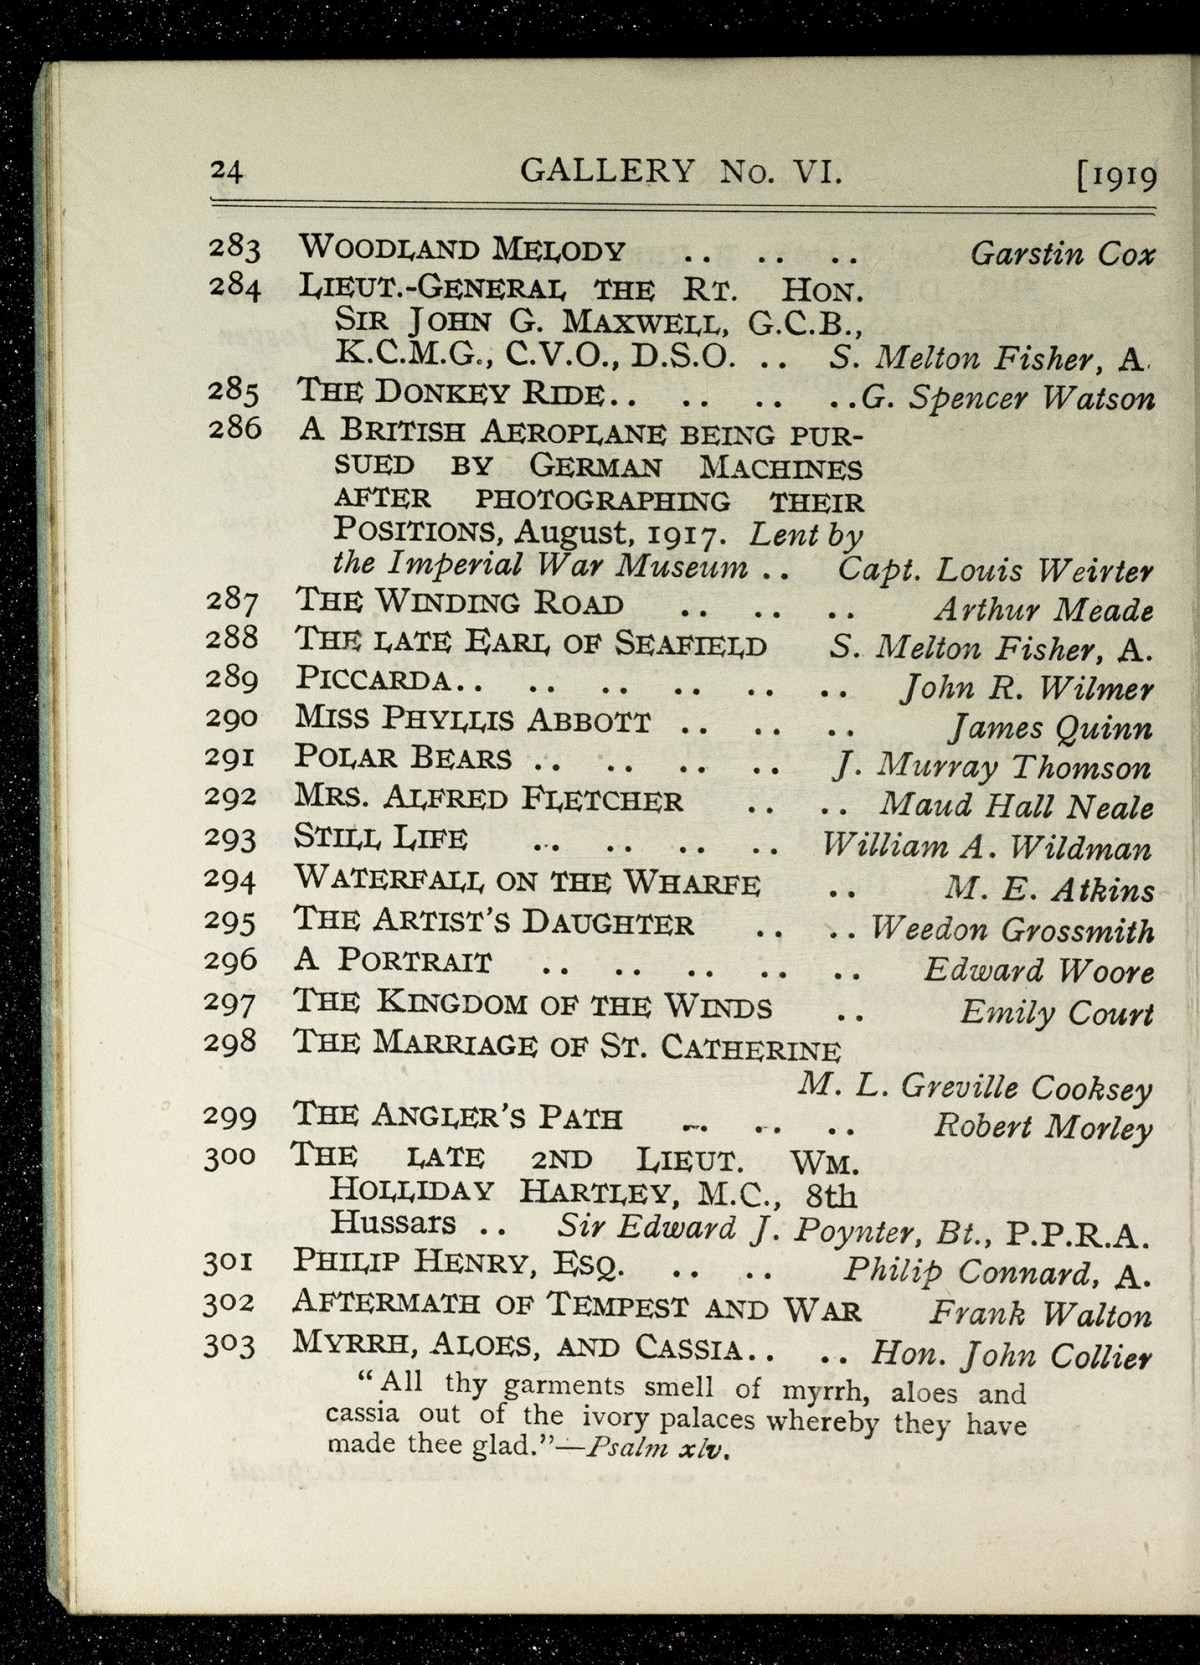 24 GALLERY No. VI. [1919
283 WOODLAND MELODY .. .. .. Garstin Cox
284 LIEUT.-GENERAL THE RT. HON.
SIR JOHN G. MAXWELL, G.C.B.,
K.C.M.G., C.V.O., D.S.O. .. S. Melton Fisher, A.
285 THE DONKEY RIDE.. .. .. ..G. Spencer Watson
286 A BRITISH AEROPLANE BEING PUR-
SUED BY GERMAN MACHINES
AFTER PHOTOGRAPHING THEIR
POSITIONS, August, 1917. Lent by
the Imperial War Museum .. Capt. Louis Weirter
287 THE WINDING ROAD .. .. .. Arthur Meade
288 THE LATE EARL OF SEAFIELD S. Melton Fisher, A.
289 PICCARDA.. .. .. .. .. .. John R. Wilmer
290 MISS PHYLLIS ABBOTT .. .. .. James Quinn
291 POLAR BEARS .. .. .. .. J. Murray Thomson
292 MRS. ALFRED FLETCHER .. .. Maud Hall Neale
293 STILL LIFE .. .. .. .. William A. Wildman
294 WATERFALL ON THE WHARFE .. M. E. Atkins
295 THE ARTIST'S DAUGHTER .. .. Weedon Grossmith
296 A PORTRAIT .. .. .. .. .. Edward Woore
297 THE KINGDOM OF THE WINDS .. Emily Court
298 THE MARRIAGE OF ST. CATHERINE
M. L. Greville Cooksey
299 THE ANGLER'S PATH .. .. .. Robert Morley
300 THE LATE 2ND LIEUT. WM.
HOLLIDAY HARTLEY, M.C., 8th
Hussars .. Sir Edward J. Poynter, Bt., P.P.R.A.
301 PHILIP HENRY, ESQ. .. .. Philip Connard, A.
302 AFTERMATH OF TEMPEST AND WAR Frank Walton
303 MYRRH, ALOES, AND CASSIA.. .. Hon. John Collier
"All thy garments smell of myrrh, aloes and
cassia out of the ivory palaces whereby they have
made thee glad."—Psalm xlv.